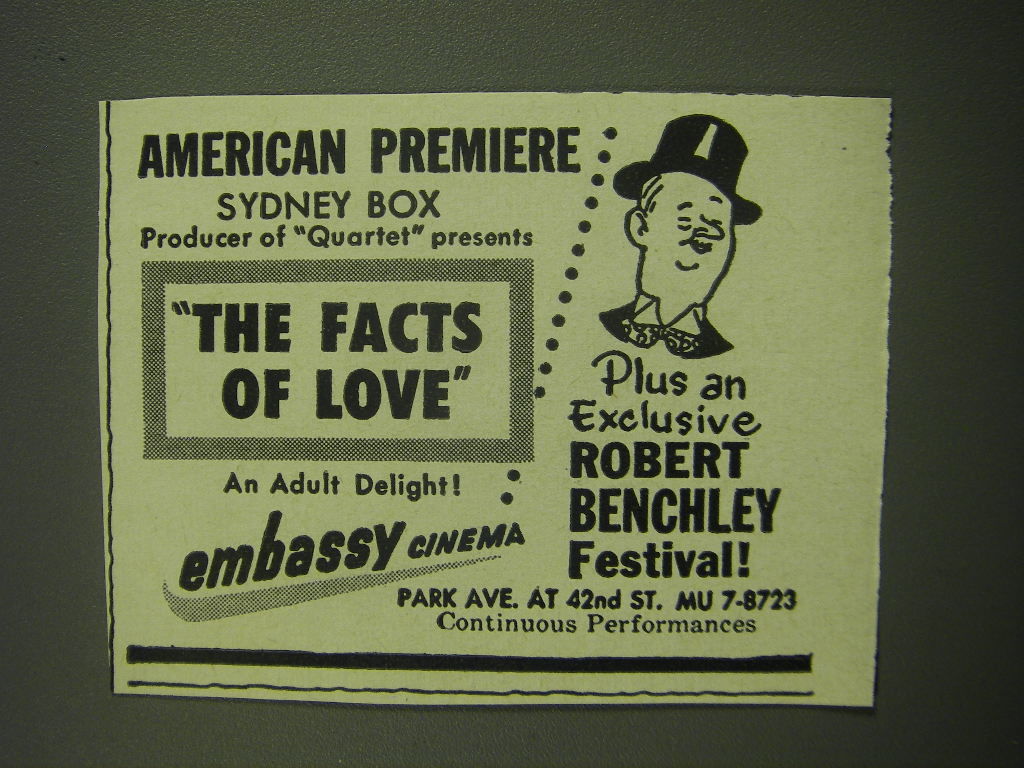 AMERICAN PREMIERE
SYDNEY BOX
Producer of "Quartet" presents
"THE FACTS
OF LOVE"
An Adult Delight!
embassy CINEMA
Plus an
Exclusive
ROBERT
BENCHLEY
Festival!
PARK AVE. AT 42nd ST. MU 7-8723
Continuous Performances